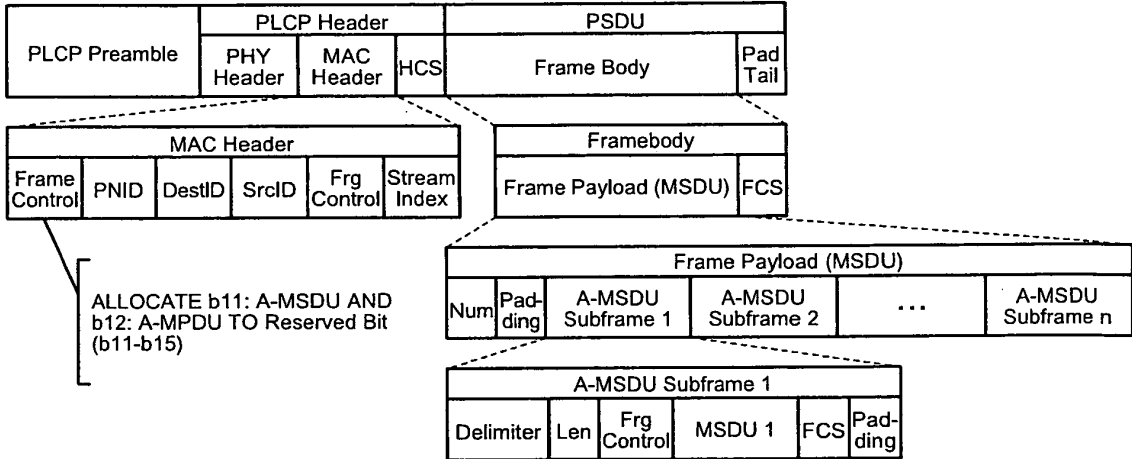 PLCP Preamble
PLCP Header
PSDU
PHY
Header
MAC
Header
HCS
Frame Body
Pad
Tail
MAC Header
Frame
Control
PNID
DestID
SrcID
Frg
Control
Stream
Index
Framebody
Frame Payload (MSDU)
FCS
ALLOCATE b11: A-MSDU AND
b12: A-MPDU TO Reserved Bit
(b11-b15)
Frame Payload (MSDU)
Num
Pad-
ding
A-MSDU
Subframe 1
A-MSDU
Subframe 2
...
A-MSDU
Subframe n
A-MSDU Subframe 1
Delimiter
Len
Frg
Control
MSDU 1
FCS
Pad-
ding